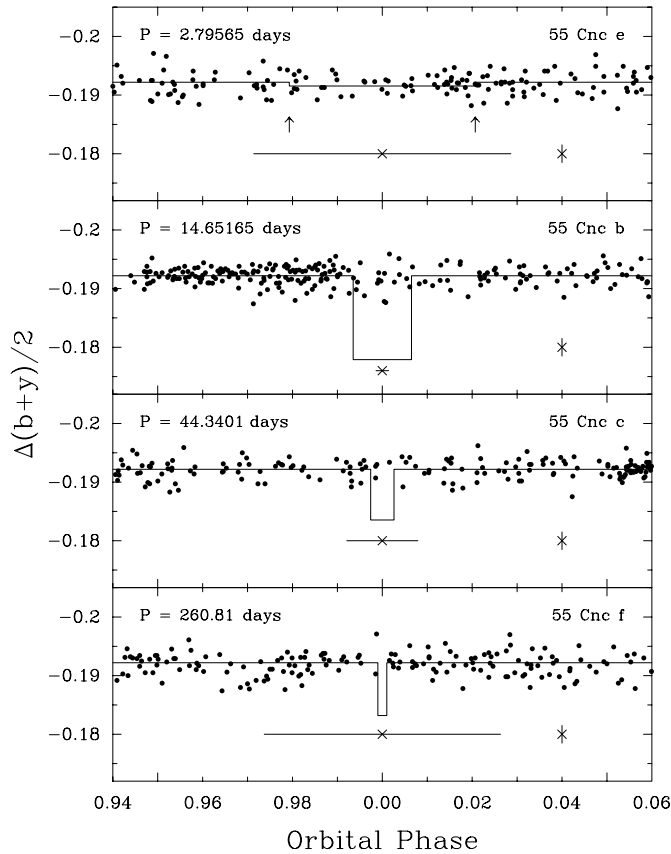 P = 2.79565 days 55 Cnc e
−0.2
−0.19
−0.18
P = 14.65165 days 55 Cnc b
−0.2
−0.19
−0.18
P = 44.3401 days 55 Cnc c
−0.2
−0.19
−0.18
P = 260.81 days 55 Cnc f
−0.2
−0.19
−0.18
Δ(b+y)/2
0.94 0.96 0.98 0.00 0.02 0.04 0.06
Orbital Phase